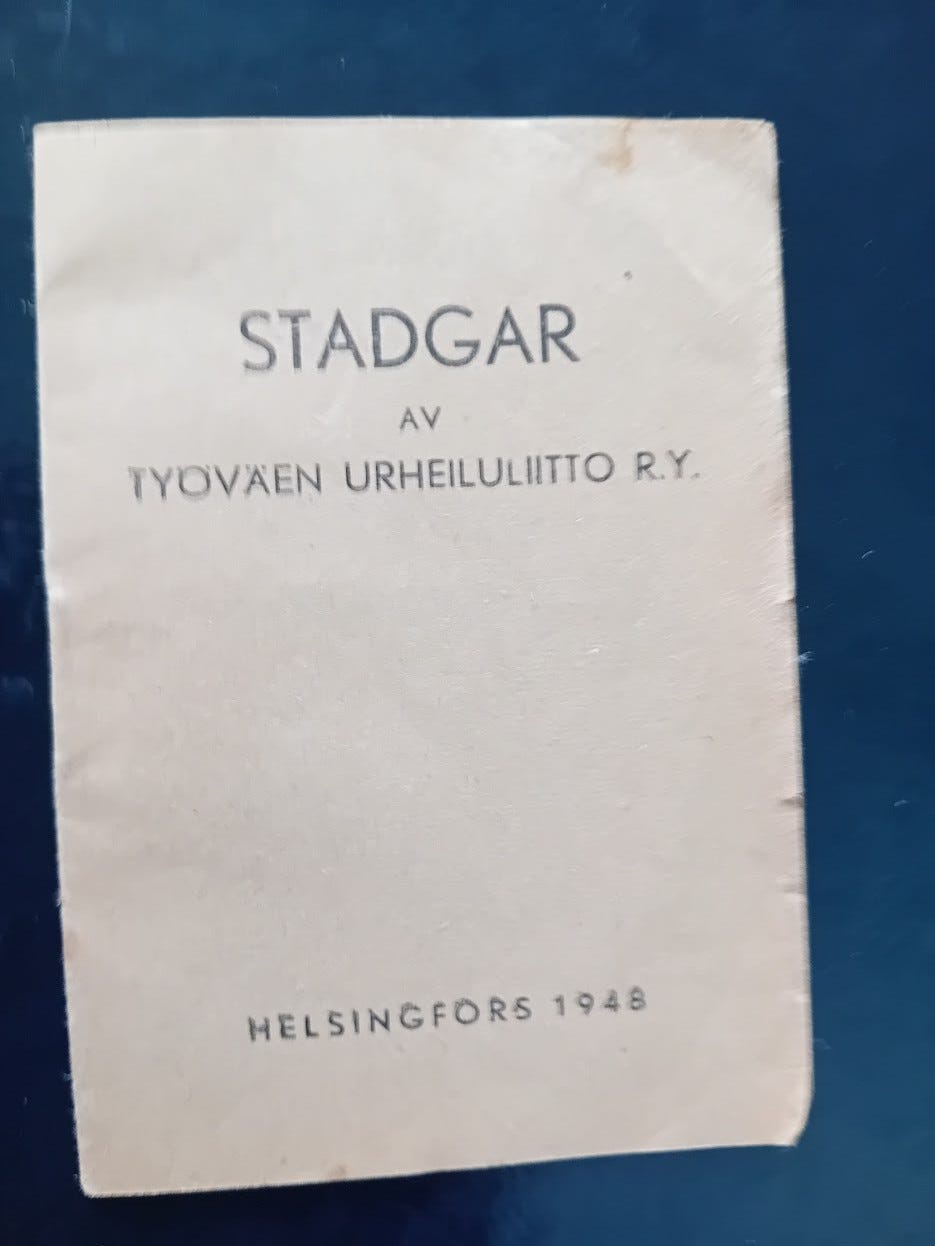 STADGAR
AV
TYÖVÄEN URHEILULIITTO R.Y.
HELSINGFORS 1948